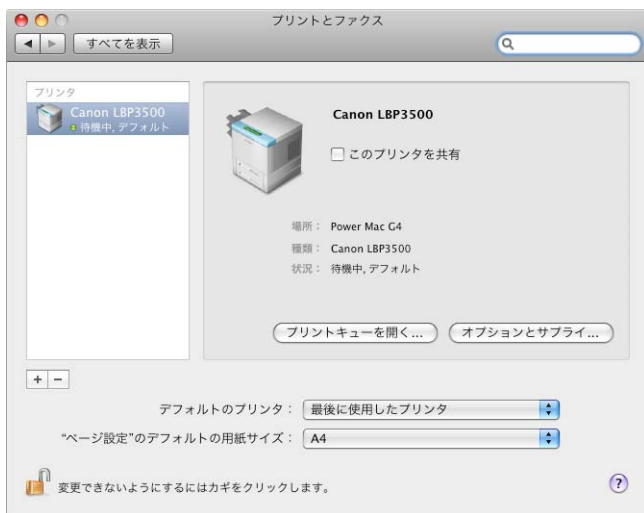 プリントとファクス
すべてを表示
プリンタ
Canon LBP3500
待機中, デフォルト
Canon LBP3500
このプリンタを共有
場所： Power Mac G4
種類： Canon LBP3500
状況： 待機中, デフォルト
プリントキューを開く... オプションとサプライ...
+ −
デフォルトのプリンタ： 最後に使用したプリンタ
“ページ設定”のデフォルトの用紙サイズ： A4
変更できないようにするにはカギをクリックします。 ?